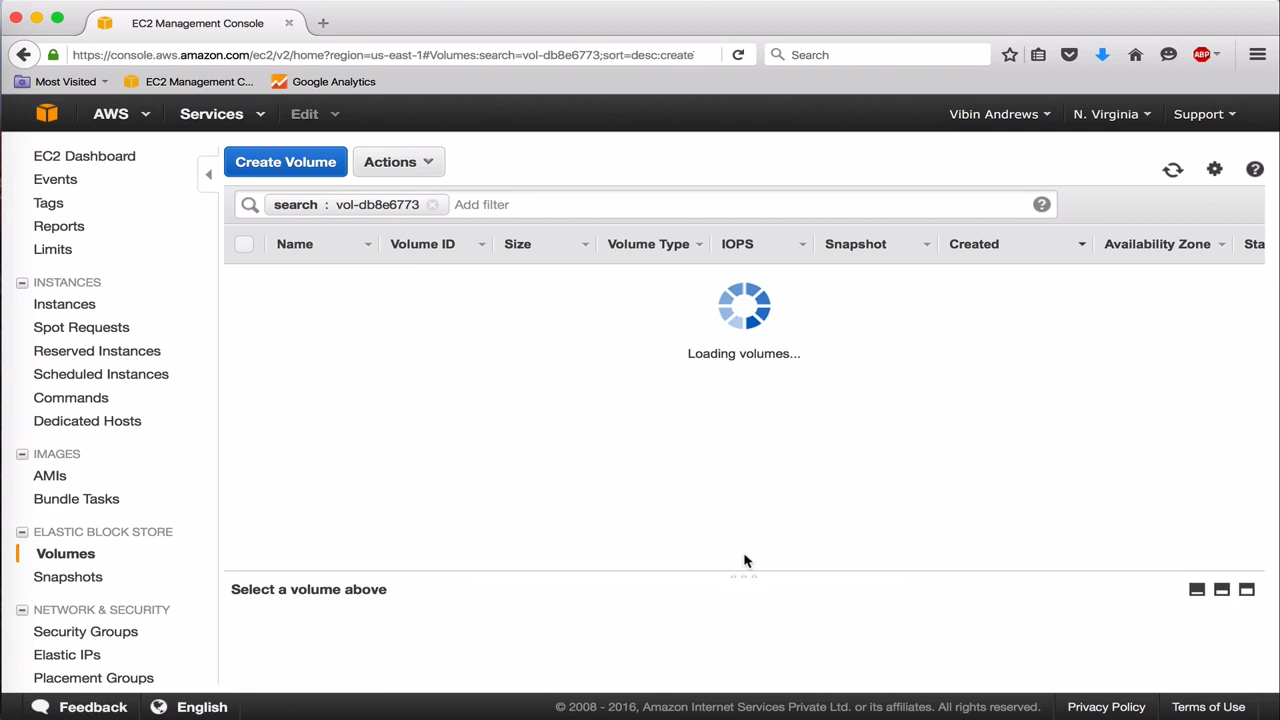 EC2 Management Console
https://console.aws.amazon.com/ec2/v2/home?region=us-east-1#Volumes:search=vol-db8e6773;sort=desc:create
Search
ABP
Most Visited
EC2 Management C...
Google Analytics
AWS
Services
Edit
Vibin Andrews
N. Virginia
Support
EC2 Dashboard
Events
Tags
Reports
Limits
INSTANCES
Instances
Spot Requests
Reserved Instances
Scheduled Instances
Commands
Dedicated Hosts
IMAGES
AMIs
Bundle Tasks
ELASTIC BLOCK STORE
Volumes
Snapshots
NETWORK & SECURITY
Security Groups
Elastic IPs
Placement Groups
Create Volume
Actions
search : vol-db8e6773
Add filter
Name
Volume ID
Size
Volume Type
IOPS
Snapshot
Created
Availability Zone
Sta
Loading volumes...
Select a volume above
Feedback
English
© 2008 - 2016, Amazon Internet Services Private Ltd. or its affiliates. All rights reserved.
Privacy Policy
Terms of Use